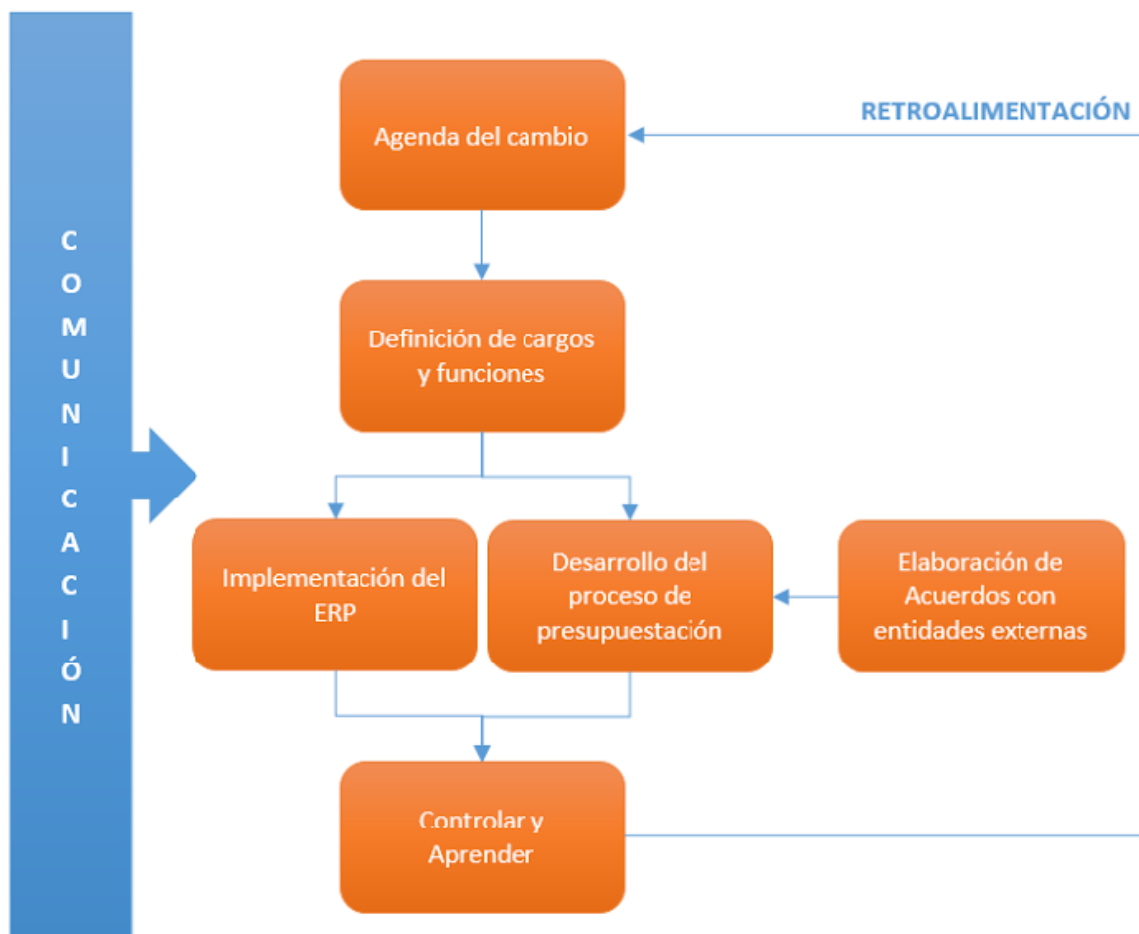 C
O
M
U
N
I
C
A
C
I
Ó
N
Agenda del cambio
RETROALIMENTACIÓN
Definición de cargos
y funciones
Implementación del
ERP
Desarrollo del
proceso de
presupuestación
Elaboración de
Acuerdos con
entidades externas
Controlar y
Aprender